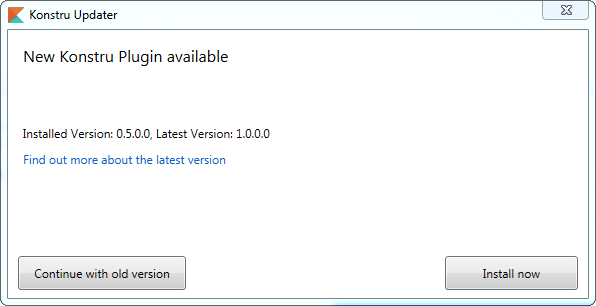 Konstru Updater
New Konstru Plugin available
Installed Version: 0.5.0.0, Latest Version: 1.0.0.0
Find out more about the latest version
Continue with old version
Install now